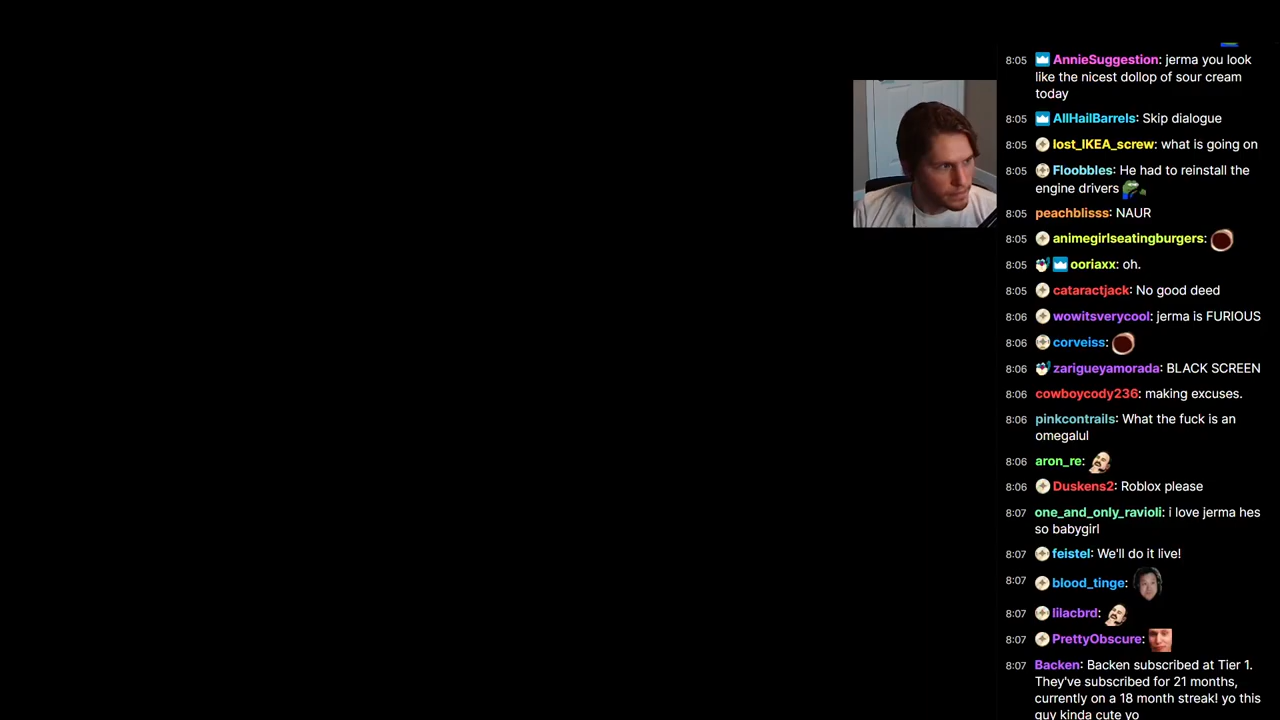 8:05 AnnieSuggestion: jerma you look
like the nicest dollop of sour cream
today
8:05 AllHailBarrels: Skip dialogue
8:05 lost_IKEA_screw: what is going on
8:05 Floobbles: He had to reinstall the
engine drivers
8:05 peachblisss: NAUR
8:05 animegirlseatingburgers:
8:05 ooriaxx: oh.
8:05 cataractjack: No good deed
8:06 wowitsverycool: jerma is FURIOUS
8:06 corveiss:
8:06 zarigueyamorada: BLACK SCREEN
8:06 cowboycody236: making excuses.
8:06 pinkcontrails: What the fuck is an
omegalul
8:06 aron_re:
8:06 Duskens2: Roblox please
8:07 one_and_only_ravioli: i love jerma hes
so babygirl
8:07 feistel: We'll do it live!
8:07 blood_tinge:
8:07 lilacbrd:
8:07 PrettyObscure:
8:07 Backen: Backen subscribed at Tier 1.
They've subscribed for 21 months,
currently on a 18 month streak! yo this
guy kinda cute yo